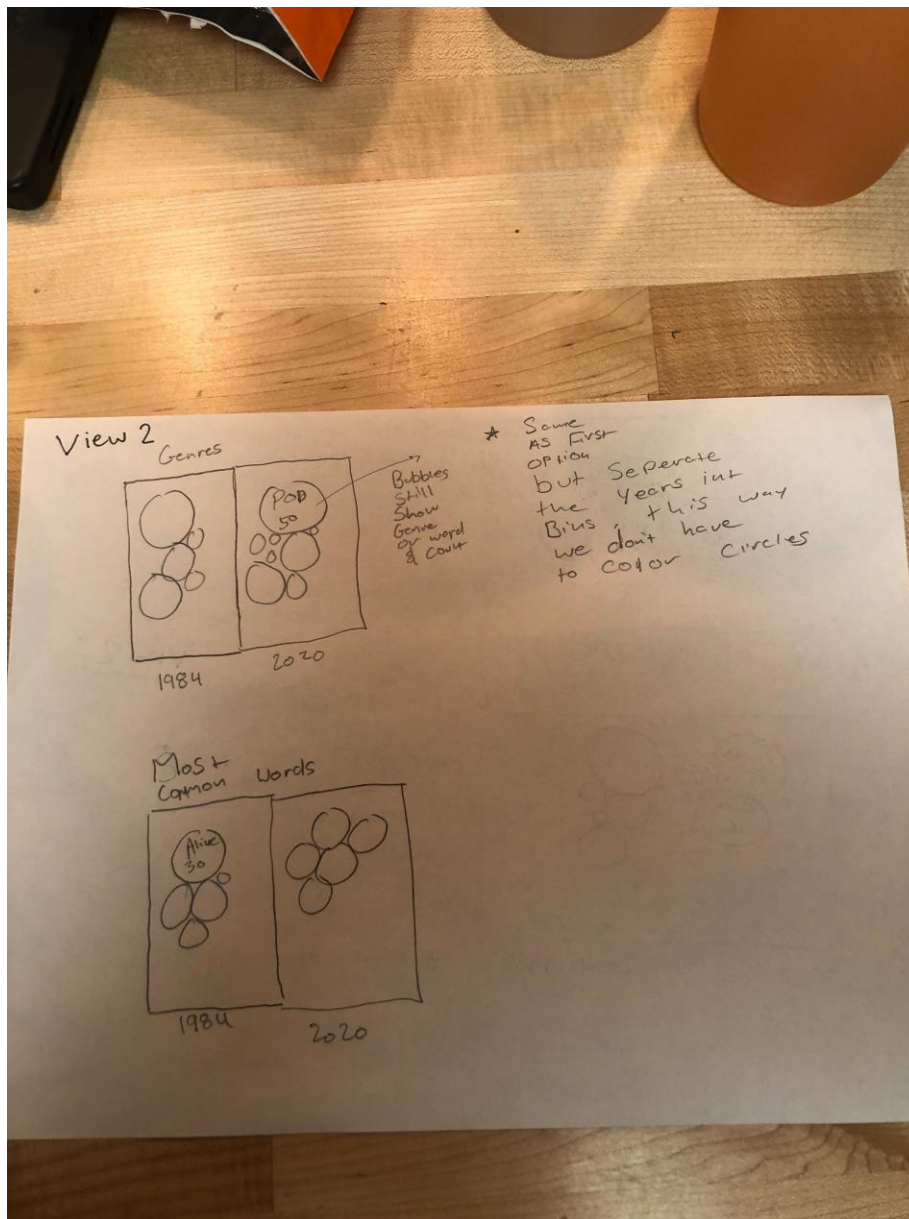 View 2
Genres
POP
50
1984
2020
Bubbles
Still
Show
Genre
or word
& count
* Same
AS First
OPtion
but Seperate
the Years int
Bins, this way
we don't have
to color circles
Most
Common Words
Alive
30
1984
2020